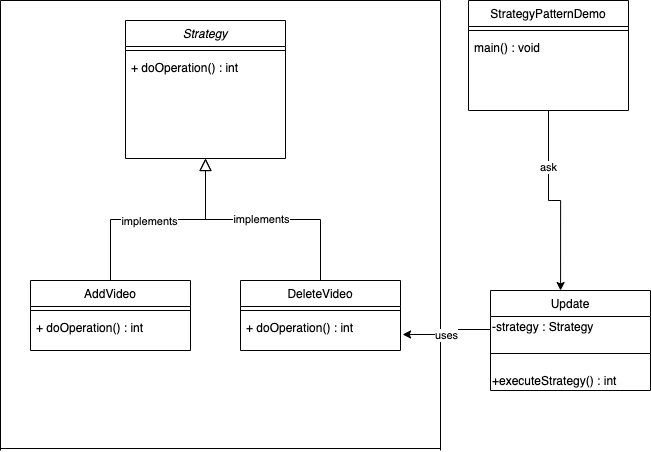 Strategy
+ doOperation() : int
StrategyPatternDemo
main() : void
ask
implements
implements
AddVideo
+ doOperation() : int
DeleteVideo
+ doOperation() : int
uses
Update
-strategy : Strategy
+executeStrategy() : int